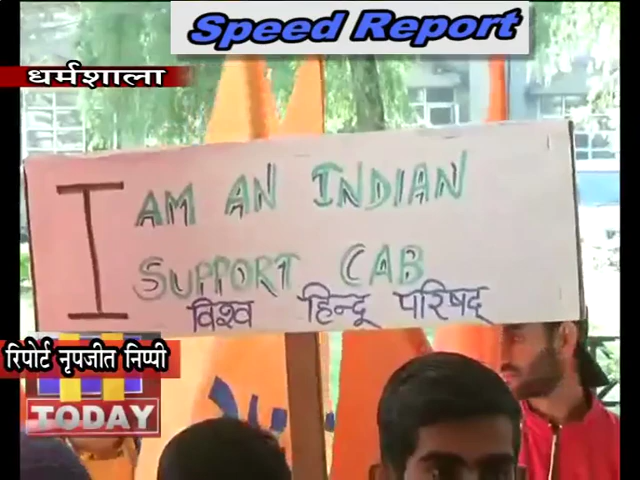 Speed Report
धर्मशाला
I AM AN INDIAN
SUPPORT CAB
विश्व हिन्दू परिषद्
रिपोर्ट नृपजीत निप्पी
TODAY